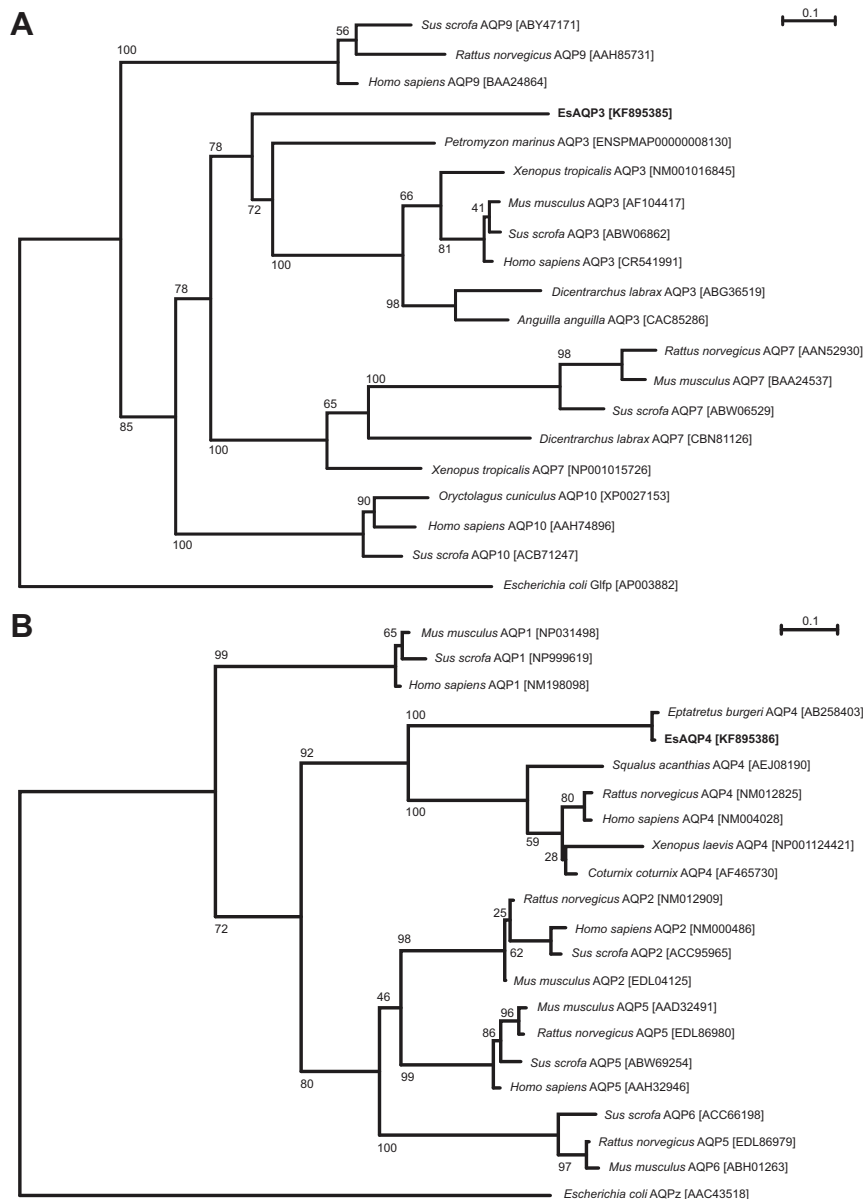 A
0.1
Sus scrofa AQP9 [ABY47171]
56
Rattus norvegicus AQP9 [AAH85731]
100
Homo sapiens AQP9 [BAA24864]
EsAQP3 [KF895385]
Petromyzon marinus AQP3 [ENSPMAP00000008130]
78
Xenopus tropicalis AQP3 [NM001016845]
72
66
Mus musculus AQP3 [AF104417]
41
Sus scrofa AQP3 [ABW06862]
81
Homo sapiens AQP3 [CR541991]
100
Dicentrarchus labrax AQP3 [ABG36519]
98
Anguilla anguilla AQP3 [CAC85286]
78
Rattus norvegicus AQP7 [AAN52930]
98
Mus musculus AQP7 [BAA24537]
100
Sus scrofa AQP7 [ABW06529]
65
Dicentrarchus labrax AQP7 [CBN81126]
85
100
Xenopus tropicalis AQP7 [NP001015726]
Oryctolagus cuniculus AQP10 [XP0027153]
90
Homo sapiens AQP10 [AAH74896]
100
Sus scrofa AQP10 [ACB71247]
Escherichia coli Glfp [AP003882]
B
0.1
Mus musculus AQP1 [NP031498]
65
Sus scrofa AQP1 [NP999619]
99
Homo sapiens AQP1 [NM198098]
Eptatretus burgeri AQP4 [AB258403]
100
EsAQP4 [KF895386]
92
Squalus acanthias AQP4 [AEJ08190]
Rattus norvegicus AQP4 [NM012825]
80
100
Homo sapiens AQP4 [NM004028]
59
Xenopus laevis AQP4 [NP001124421]
28
Coturnix coturnix AQP4 [AF465730]
Rattus norvegicus AQP2 [NM012909]
25
72
Homo sapiens AQP2 [NM000486]
98
62
Sus scrofa AQP2 [ACC95965]
Mus musculus AQP2 [EDL04125]
46
Mus musculus AQP5 [AAD32491]
96
Rattus norvegicus AQP5 [EDL86980]
86
Sus scrofa AQP5 [ABW69254]
80
99
Homo sapiens AQP5 [AAH32946]
Sus scrofa AQP6 [ACC66198]
100
Rattus norvegicus AQP5 [EDL86979]
97
Mus musculus AQP6 [ABH01263]
Escherichia coli AQPz [AAC43518]